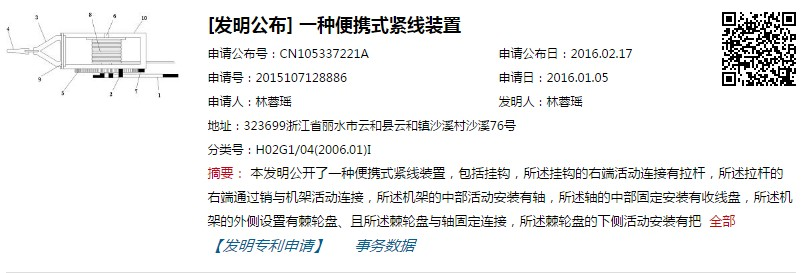 [发明公布] 一种便携式紧线装置
申请公布号：CN105337221A 申请公布日：2016.02.17
申请号：2015107128886 申请日：2016.01.05
申请人：林蓉瑶 发明人：林蓉瑶
地址：323699浙江省丽水市云和县云和镇沙溪村沙溪76号
分类号：H02G1/04(2006.01)I
摘要： 本发明公开了一种便携式紧线装置，包括挂钩，所述挂钩的右端活动连接有拉杆，所述拉杆的
右端通过销与机架活动连接，所述机架的中部活动安装有轴，所述轴的中部固定安装有收线盘，所述机
架的外侧设置有棘轮盘、且所述棘轮盘与轴固定连接，所述棘轮盘的下侧活动安装有把 全部
【发明专利申请】 事务数据
3 8 6 10
4
9 5 2 7 1